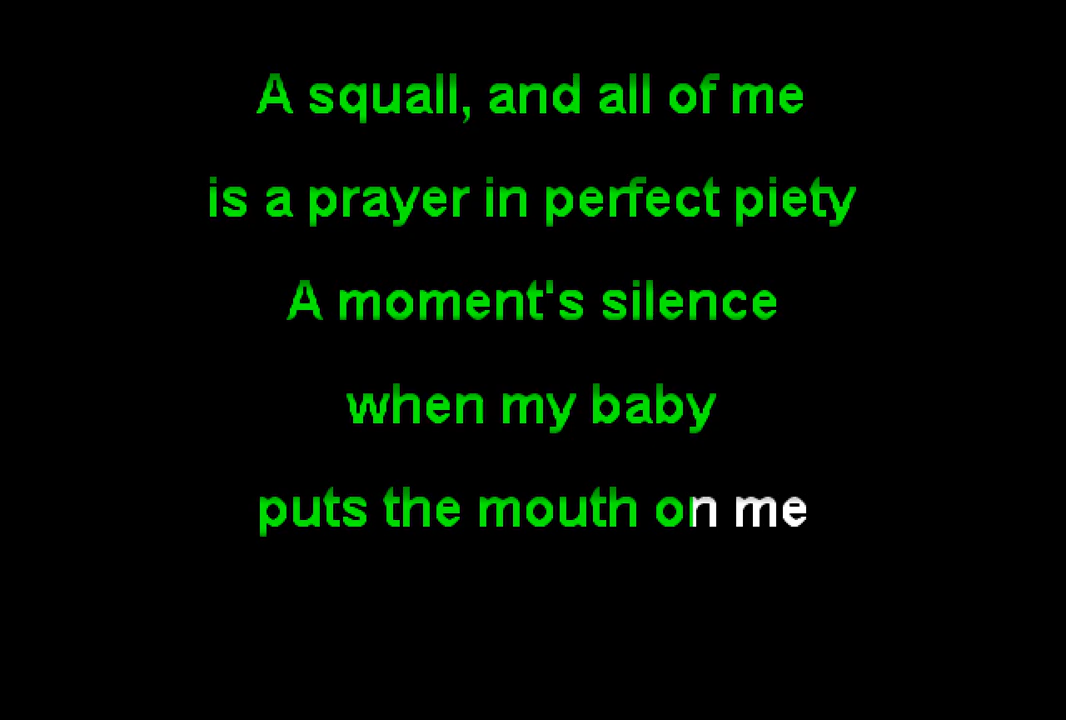 A squall, and all of me
is a prayer in perfect piety
A moment's silence
when my baby
puts the mouth on me